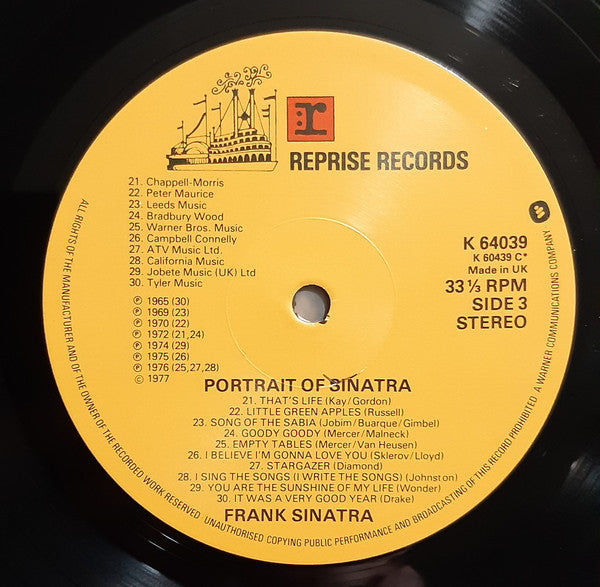 r
REPRISE RECORDS
21. Chappell-Morris
22. Peter Maurice
23. Leeds Music
24. Bradbury Wood
25. Warner Bros. Music
26. Campbell Connelly
27. ATV Music Ltd.
28. California Music
29. Jobete Music (UK) Ltd
30. Tyler Music
℗ 1965 (30)
℗ 1969 (23)
℗ 1970 (22)
℗ 1972 (21,24)
℗ 1974 (29)
℗ 1975 (26)
℗ 1976 (25,27,28)
© 1977
K 64039
K 60439 C*
Made in UK
33⅓ RPM
SIDE 3
STEREO
PORTRAIT OF SINATRA
21. THAT'S LIFE (Kay/Gordon)
22. LITTLE GREEN APPLES (Russell)
23. SONG OF THE SABIA (Jobim/Buarque/Gimbel)
24. GOODY GOODY (Mercer/Malneck)
25. EMPTY TABLES (Mercer/Van Heusen)
26. I BELIEVE I'M GONNA LOVE YOU (Sklerov/Lloyd)
27. STARGAZER (Diamond)
28. I SING THE SONGS (I WRITE THE SONGS) (Johnston)
29. YOU ARE THE SUNSHINE OF MY LIFE (Wonder)
30. IT WAS A VERY GOOD YEAR (Drake)
FRANK SINATRA
ALL RIGHTS OF THE MANUFACTURER AND OF THE OWNER OF THE RECORDED WORK RESERVED UNAUTHORISED COPYING PUBLIC PERFORMANCE AND BROADCASTING OF THIS RECORD PROHIBITED A WARNER COMMUNICATIONS COMPANY